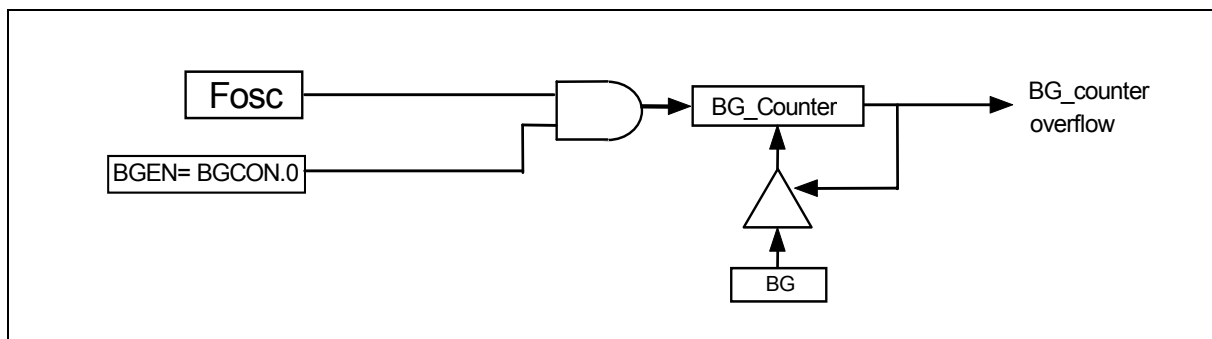 Fosc
BGEN= BGCON.0
BG_Counter
BG_counter
overflow
BG